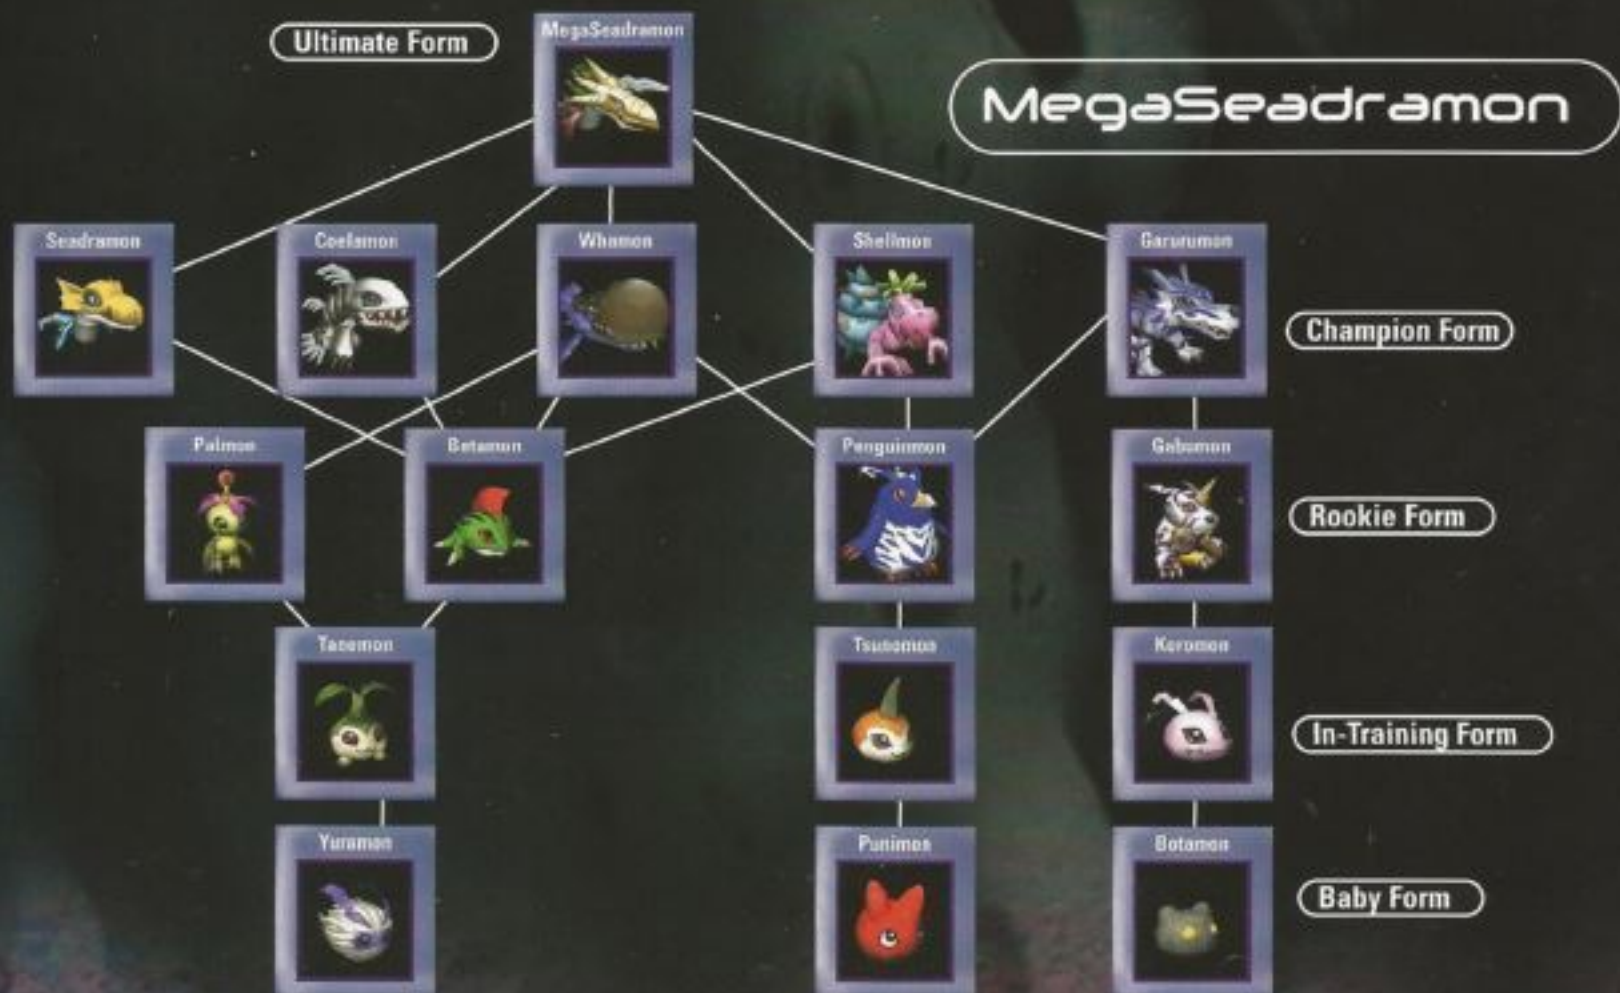 Ultimate Form
MegaSeadramon
MegaSeadramon
Seadramon
Coelamon
Whamon
Shellmon
Garurumon
Champion Form
Palmon
Betamon
Penguinmon
Gabumon
Rookie Form
Tanemon
Tsunomon
Koromon
In-Training Form
Yuramon
Punimon
Botamon
Baby Form